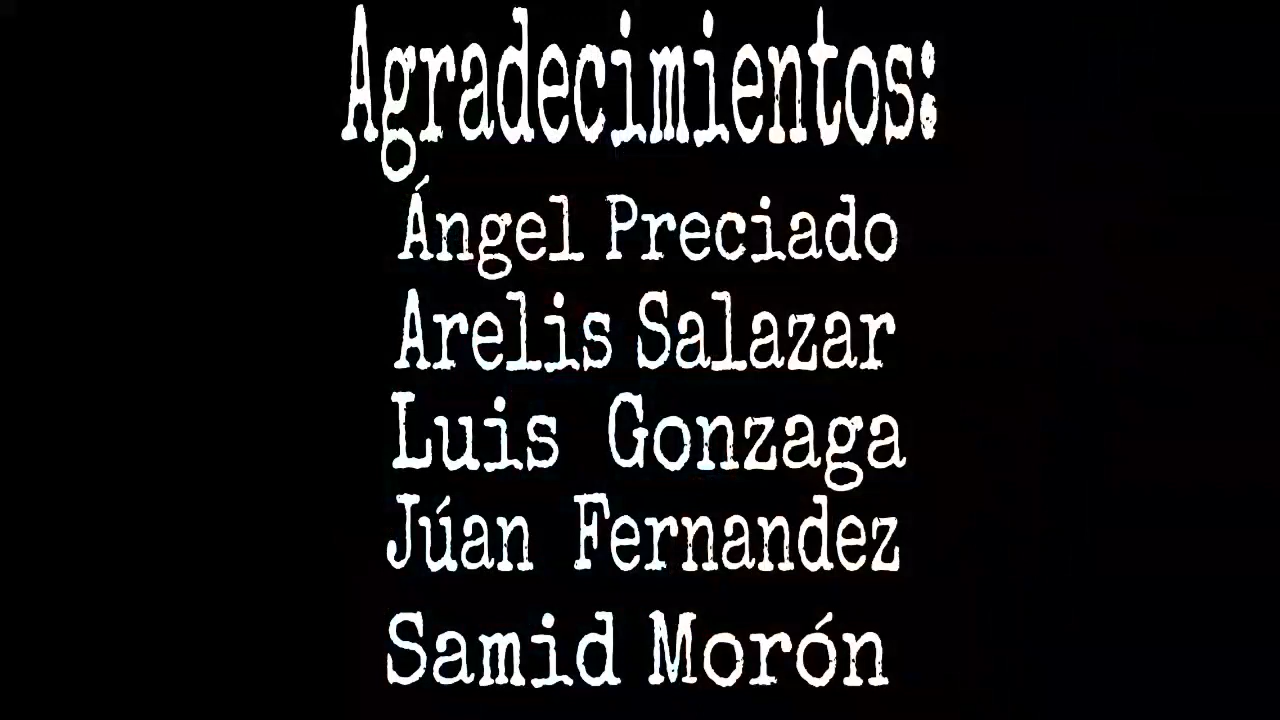 Agradecimientos:
Ángel Preciado
Arelis Salazar
Luis Gonzaga
Júan Fernandez
Samid Morón